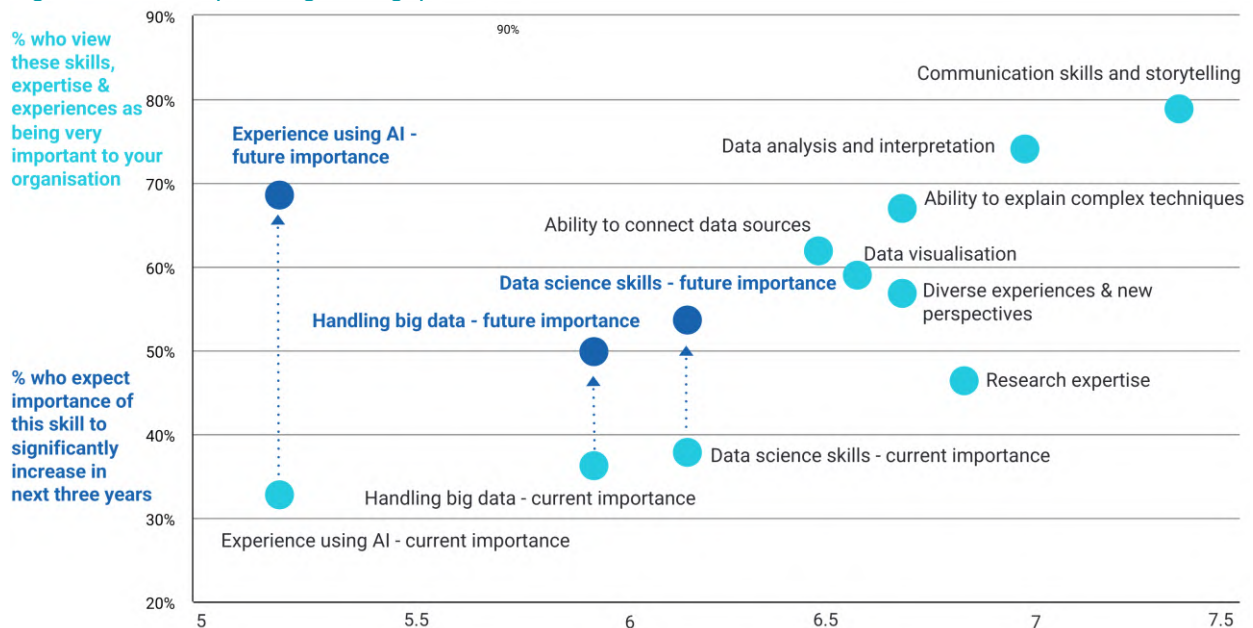 90%
90%
% who view
these skills,
expertise &
experiences as
being very
important to your
organisation
Communication skills and storytelling
80%
Experience using AI -
future importance
Data analysis and interpretation
70%
Ability to explain complex techniques
Ability to connect data sources
Data visualisation
60%
Data science skills - future importance
Diverse experiences & new
perspectives
Handling big data - future importance
50%
% who expect
importance of
this skill to
significantly
increase in
next three years
Research expertise
40%
Data science skills - current importance
Handling big data - current importance
30%
Experience using AI - current importance
20%
5
5.5
6
6.5
7
7.5